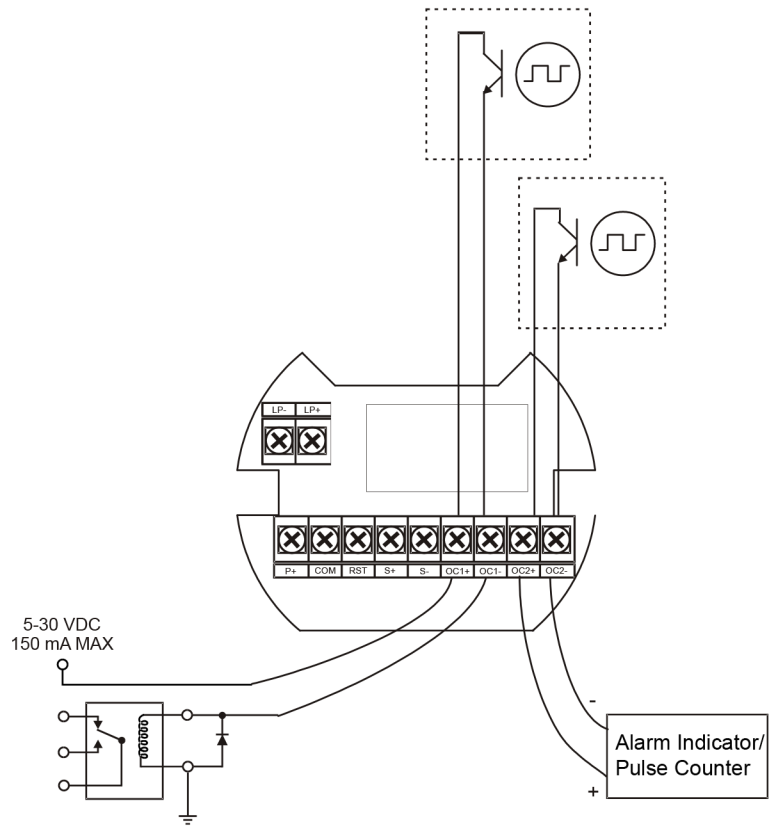 LP- LP+
P+ COM RST S+ S- OC1+ OC1- OC2+ OC2-
5-30 VDC
150 mA MAX
-
Alarm Indicator/
Pulse Counter
+